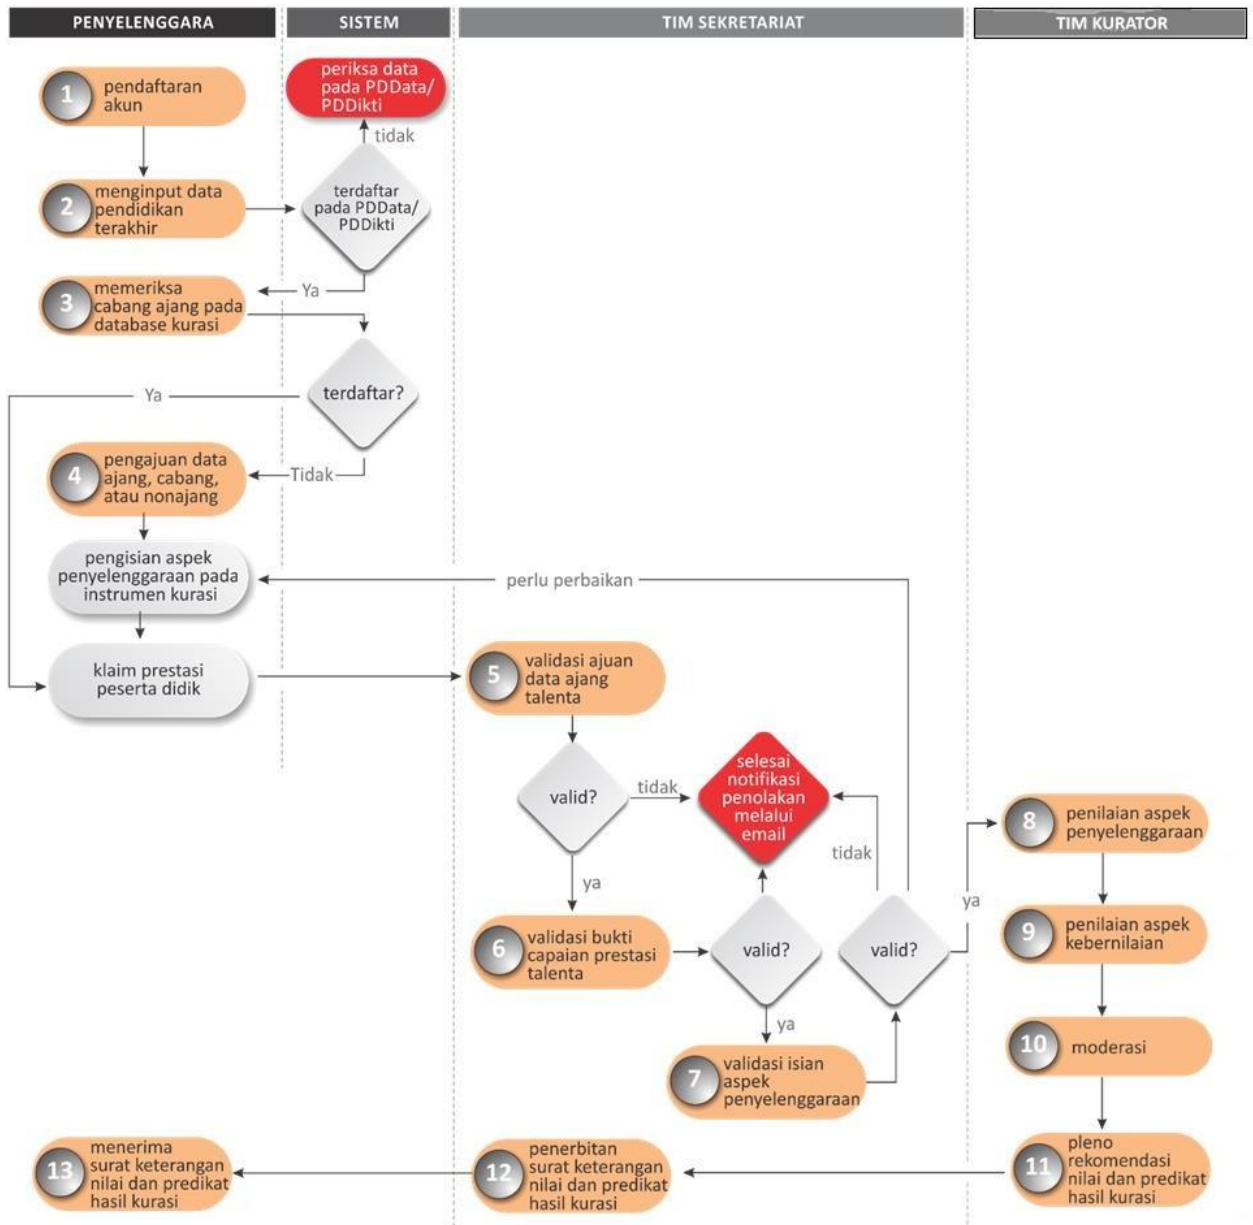 PENYELENGGARA
SISTEM
TIM SEKRETARIAT
TIM KURATOR
1
pendaftaran
akun
periksa data
pada PDData/
PDDikti
tidak
2
menginput data
pendidikan
terakhir
terdaftar
pada PDData/
PDDikti
Ya
3
memeriksa
cabang ajang pada
database kurasi
terdaftar?
Ya
Tidak
4
pengajuan data
ajang, cabang,
atau nonajang
pengisian aspek
penyelenggaraan pada
instrumen kurasi
perlu perbaikan
klaim prestasi
peserta didik
5
validasi ajuan
data ajang
talenta
valid?
tidak
selesai
notifikasi
penolakan
melalui
email
tidak
ya
6
validasi bukti
capaian prestasi
talenta
valid?
ya
7
validasi isian
aspek
penyelenggaraan
valid?
ya
8
penilaian aspek
penyelenggaraan
9
penilaian aspek
kebernilaian
10
moderasi
11
pleno
rekomendasi
nilai dan predikat
hasil kurasi
12
penerbitan
surat keterangan
nilai dan predikat
hasil kurasi
13
menerima
surat keterangan
nilai dan predikat
hasil kurasi